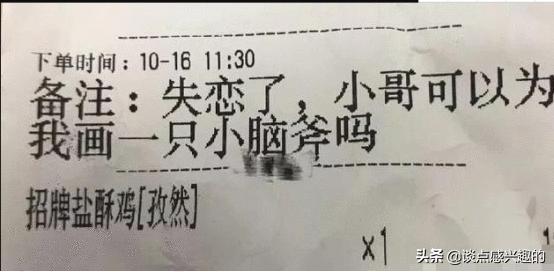 下单时间：10-16 11:30
备注：失恋了，小哥可以为
我画一只小脑斧吗
招牌盐酥鸡[孜然]
x1
头条@谈点感兴趣的